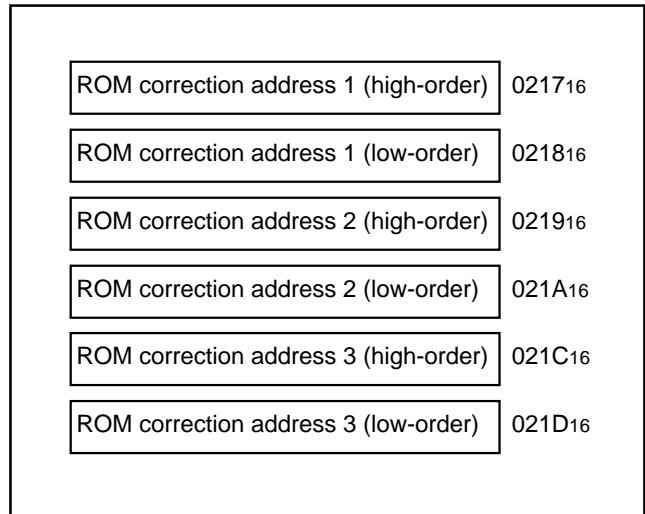 ROM correction address 1 (high-order) 021716
ROM correction address 1 (low-order) 021816
ROM correction address 2 (high-order) 021916
ROM correction address 2 (low-order) 021A16
ROM correction address 3 (high-order) 021C16
ROM correction address 3 (low-order) 021D16